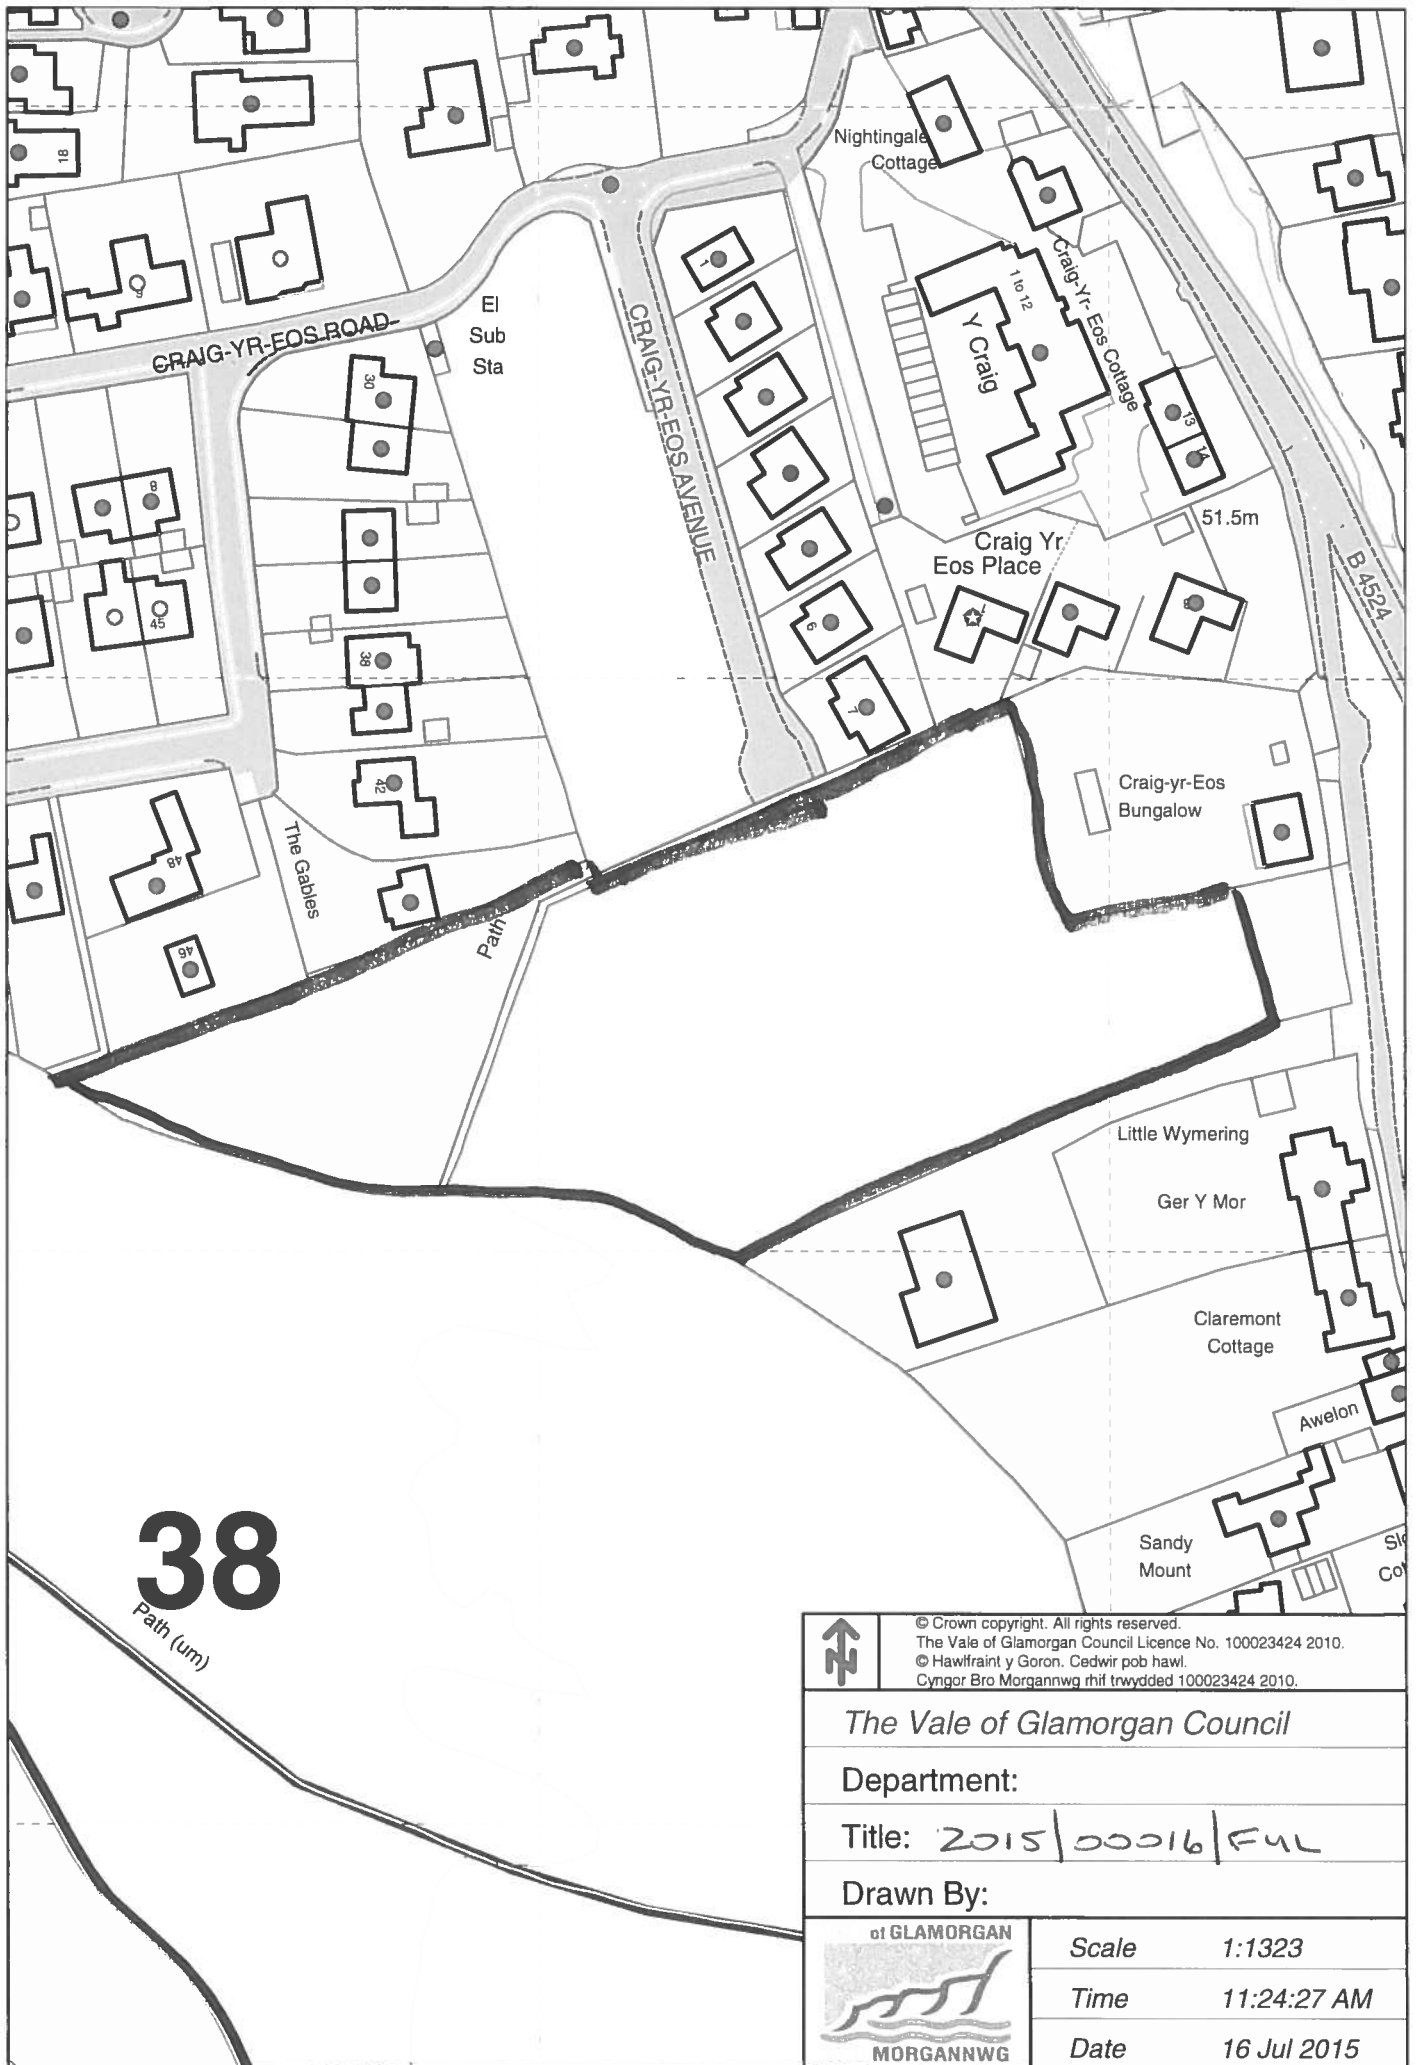 18
Nightingale
Cottage
9
1
1 to 12
Y Craig
Craig-Yr-Eos Cottage
El
Sub
Sta
CRAIG-YR-EOS ROAD
CRAIG-YR-EOS AVENUE
30
13
14
8
51.5m
Craig Yr
Eos Place
B 4524
45
6
8
38
7
42
Craig-yr-Eos
Bungalow
The Gables
48
Path
46
Little Wymering
Ger Y Mor
Claremont
Cottage
Awelon
Sandy
Mount
38
Path (um)
© Crown copyright. All rights reserved.
The Vale of Glamorgan Council Licence No. 100023424 2010.
© Hawlfraint y Goron. Cedwir pob hawl.
Cyngor Bro Morgannwg rhif trwydded 100023424 2010.
N
The Vale of Glamorgan Council
Department:
Title: 2015/00016/FUL
Drawn By:
of GLAMORGAN
MORGANNWG
Scale 1:1323
Time 11:24:27 AM
Date 16 Jul 2015